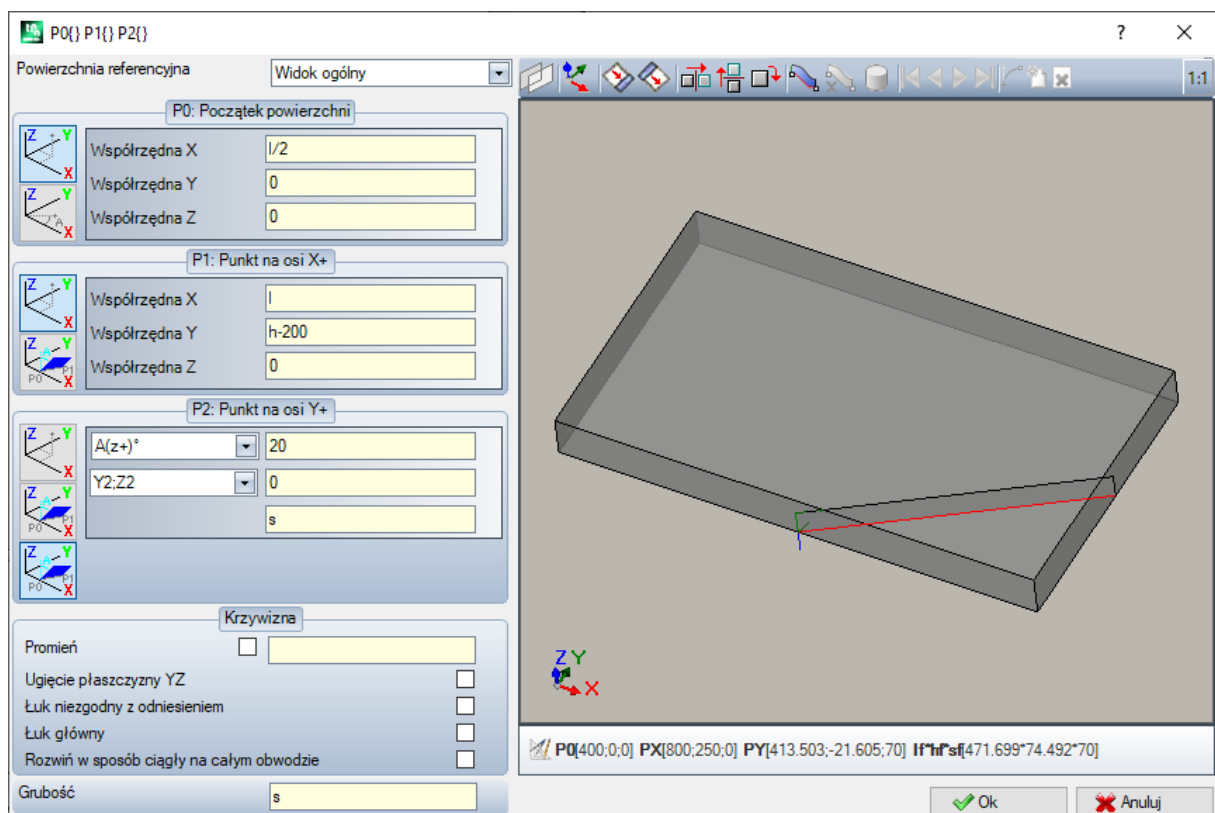 P0{} P1{} P2{}
?
Powierzchnia referencyjna
Widok ogólny
1:1
P0: Początek powierzchni
Współrzędna X
l/2
Współrzędna Y
0
Współrzędna Z
0
P1: Punkt na osi X+
Współrzędna X
l
Współrzędna Y
h-200
Współrzędna Z
0
P2: Punkt na osi Y+
A(z+)°
20
Y2;Z2
0
s
Krzywizna
Promień
Ugięcie płaszczyzny YZ
Łuk niezgodny z odniesieniem
Łuk główny
Rozwiń w sposób ciągły na całym obwodzie
Grubość
s
Z Y
X
P0[400;0;0] PX[800;250;0] PY[413.503;-21.605;70] lf*hf*sf[471.699*74.492*70]
Ok
Anuluj